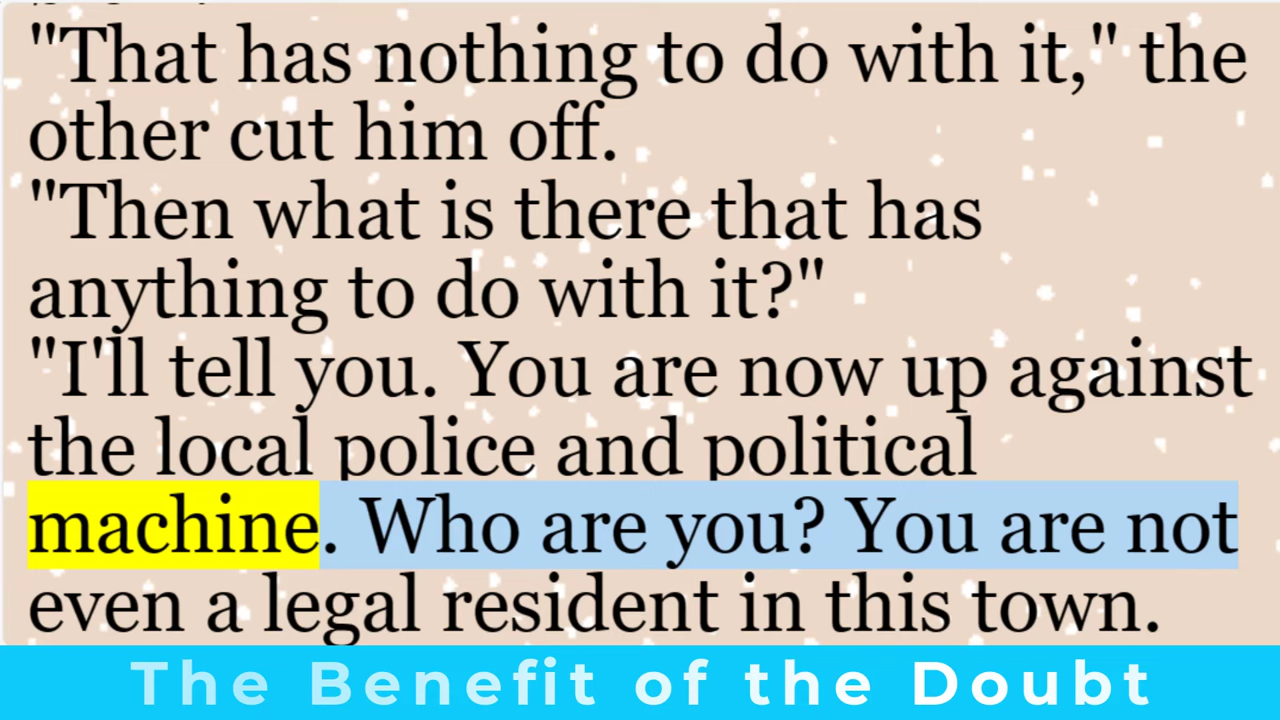 "That has nothing to do with it," the
other cut him off.
"Then what is there that has
anything to do with it?"
"I'll tell you. You are now up against
the local police and political
machine. Who are you? You are not
even a legal resident in this town.
The Benefit of the Doubt